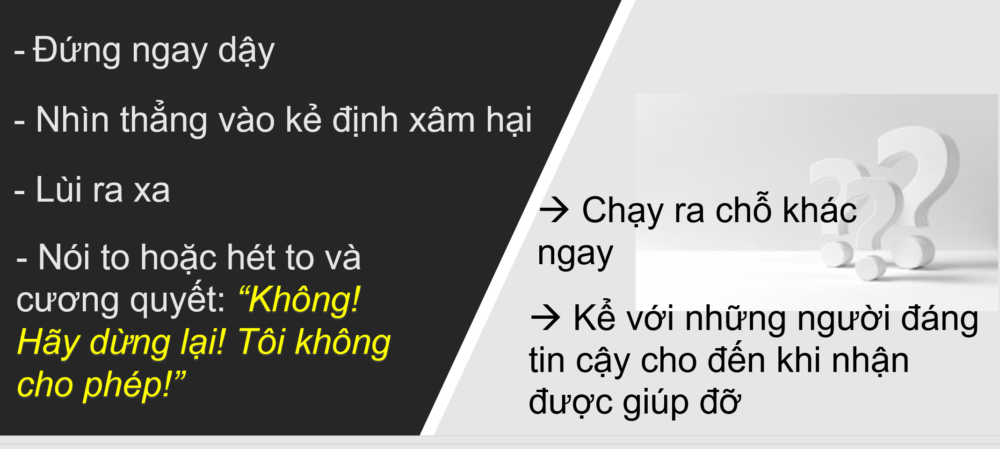 - Đứng ngay dậy
- Nhìn thẳng vào kẻ định xâm hại
- Lùi ra xa
- Nói to hoặc hét to và
cương quyết: “Không!
Hãy dừng lại! Tôi không
cho phép!”
→ Chạy ra chỗ khác
ngay
→ Kể với những người đáng
tin cậy cho đến khi nhận
được giúp đỡ